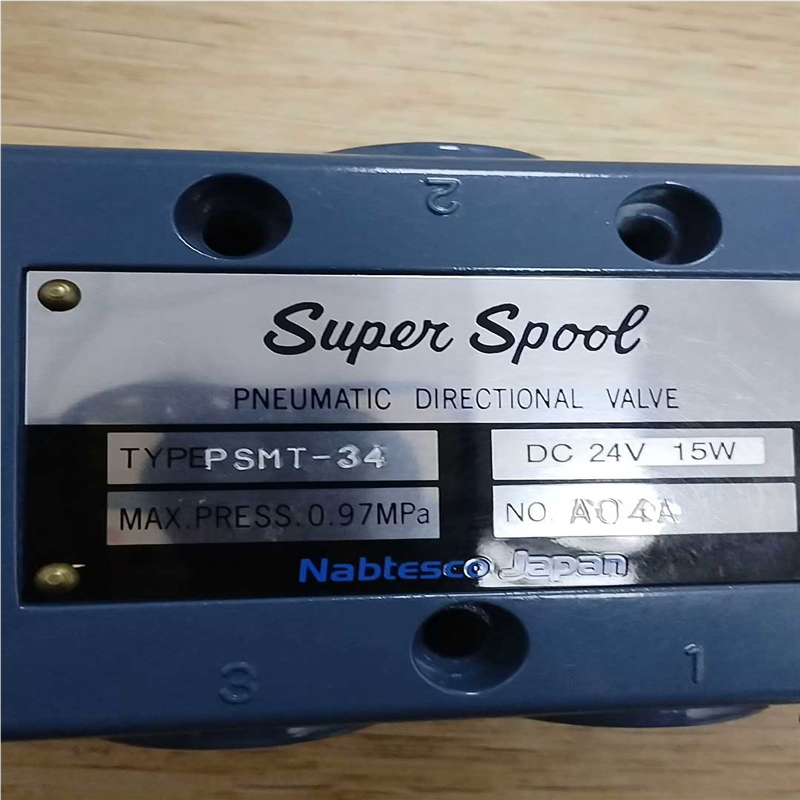 2
Super Spool
PNEUMATIC DIRECTIONAL VALVE
TYPE PSMT-34
DC 24V 15W
MAX.PRESS.0.97MPa
NO. A04A
Nabtesco Japan
3
1